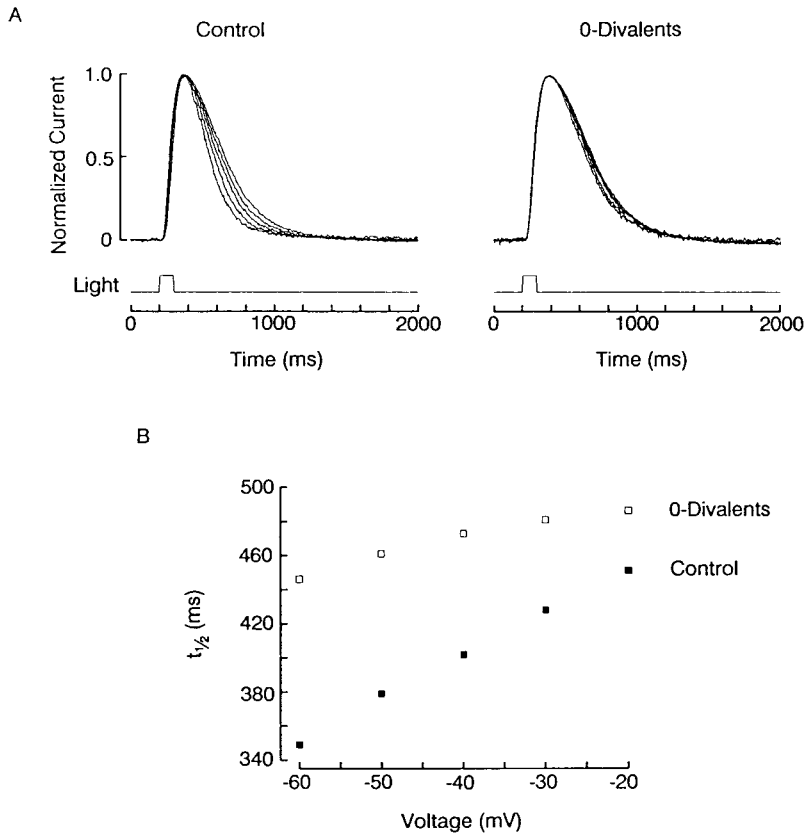 A
Control
0-Divalents
Normalized Current
1.0
0.5
0
Light
0 1000 2000
0 1000 2000
Time (ms)
Time (ms)
B
t½ (ms)
500
460
420
380
340
0-Divalents
Control
-60 -50 -40 -30 -20
Voltage (mV)